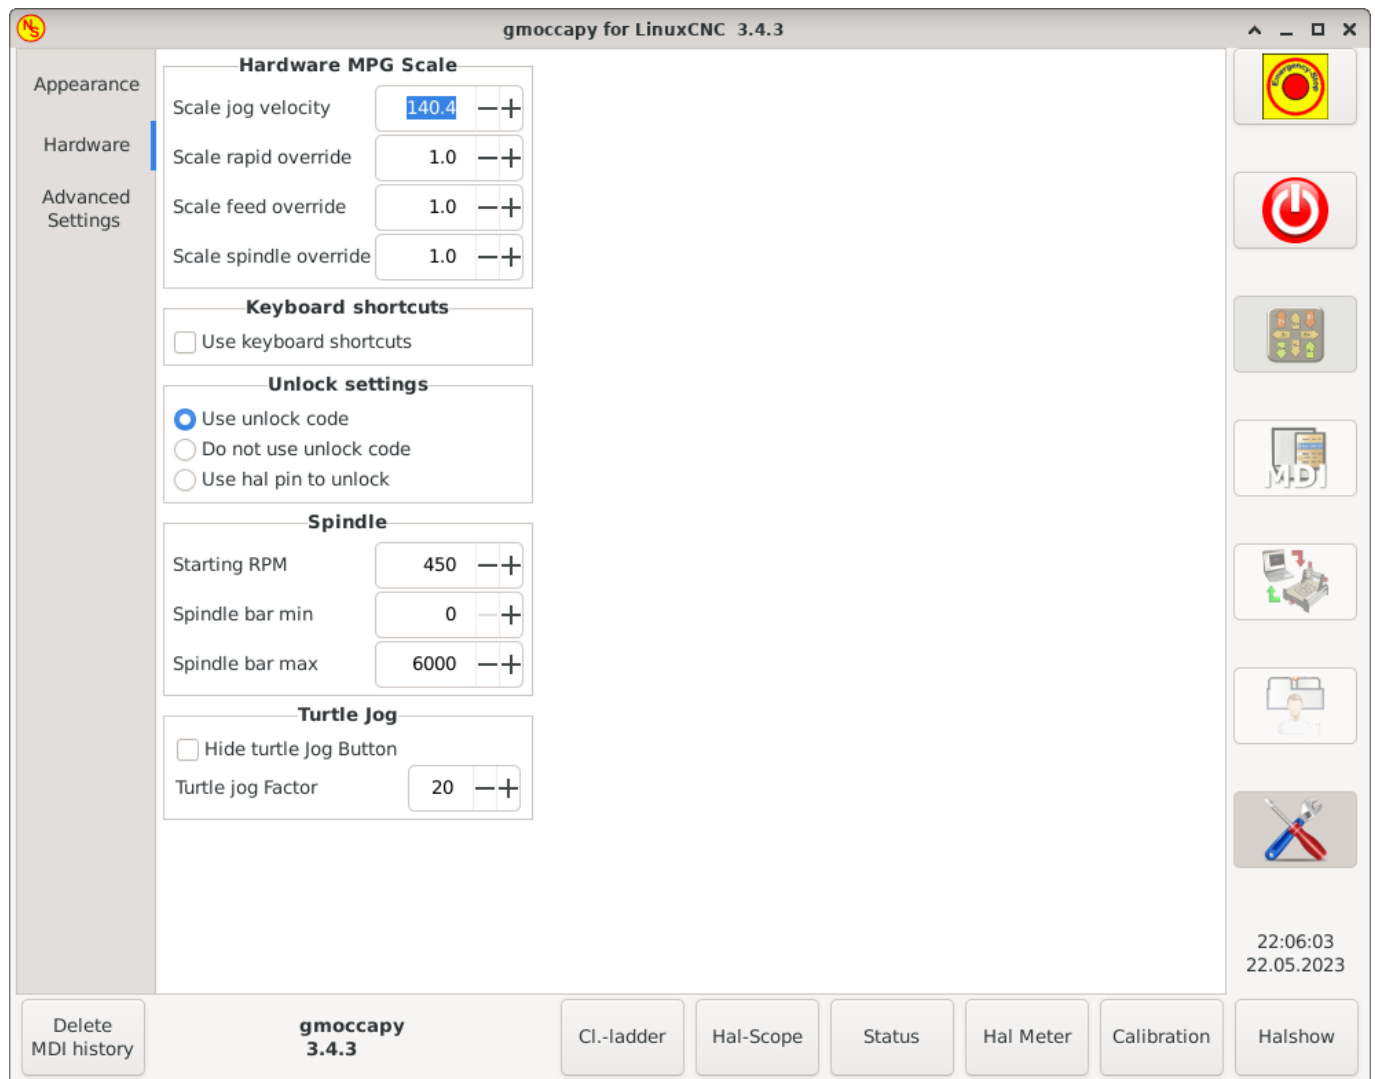 NS
gmoccapy for LinuxCNC 3.4.3
Appearance
Hardware
Advanced
Settings
Hardware MPG Scale
Scale jog velocity 140.4
Scale rapid override 1.0
Scale feed override 1.0
Scale spindle override 1.0
Keyboard shortcuts
Use keyboard shortcuts
Unlock settings
Use unlock code
Do not use unlock code
Use hal pin to unlock
Spindle
Starting RPM 450
Spindle bar min 0
Spindle bar max 6000
Turtle Jog
Hide turtle Jog Button
Turtle jog Factor 20
Emergency-Stop
MDI
22:06:03
22.05.2023
Delete
MDI history
gmoccapy
3.4.3
Cl.-ladder
Hal-Scope
Status
Hal Meter
Calibration
Halshow